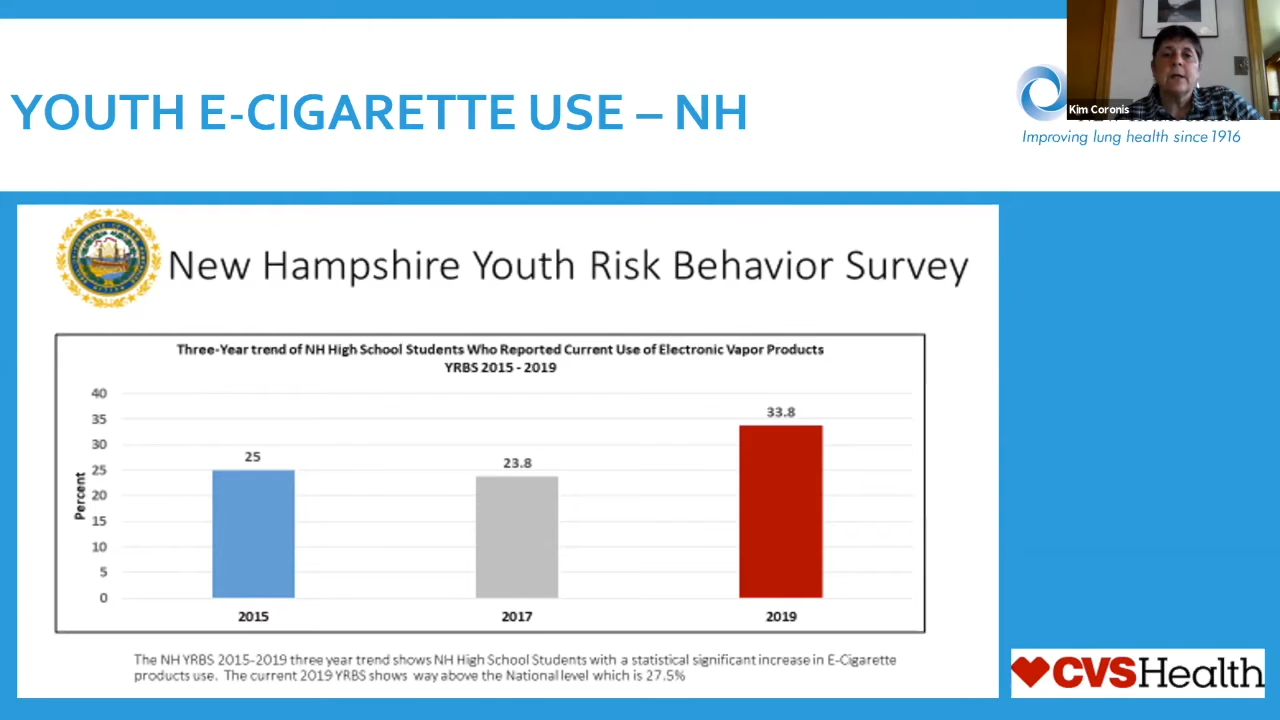 YOUTH E-CIGARETTE USE – NH
Kim Coronis
Improving lung health since 1916
New Hampshire Youth Risk Behavior Survey
Three-Year trend of NH High School Students Who Reported Current Use of Electronic Vapor Products
YRBS 2015 - 2019
Percent
40
35
30
25
20
15
10
5
0
25
23.8
33.8
2015
2017
2019
The NH YRBS 2015-2019 three year trend shows NH High School Students with a statistical significant increase in E-Cigarette
products use. The current 2019 YRBS shows way above the National level which is 27.5%
CVSHealth